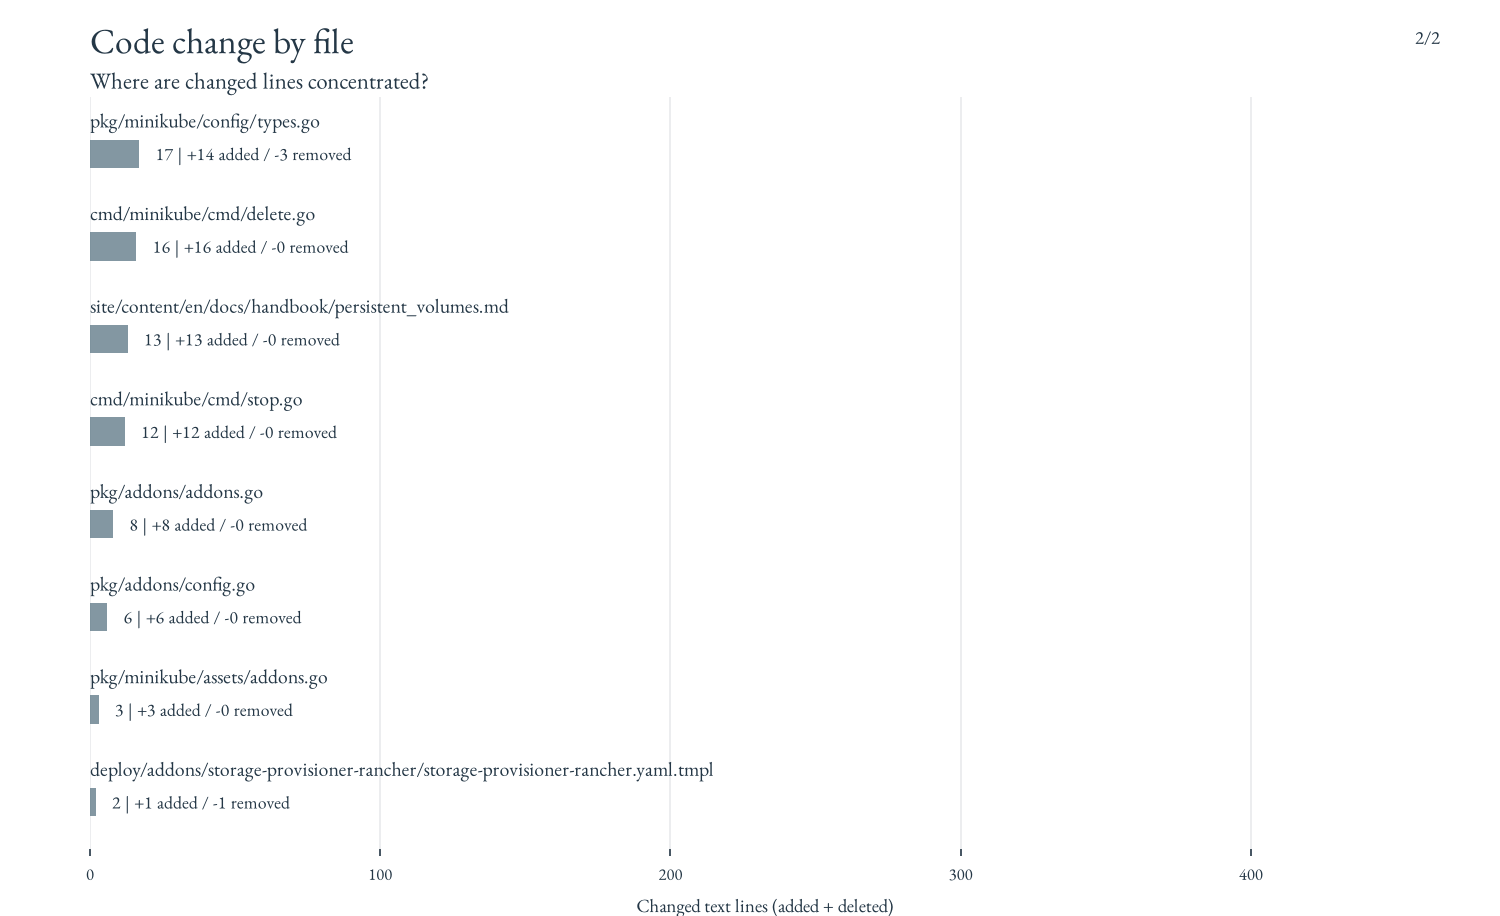 Code change by file
2/2
Where are changed lines concentrated?
pkg/minikube/config/types.go
17 | +14 added / -3 removed
cmd/minikube/cmd/delete.go
16 | +16 added / -0 removed
site/content/en/docs/handbook/persistent_volumes.md
13 | +13 added / -0 removed
cmd/minikube/cmd/stop.go
12 | +12 added / -0 removed
pkg/addons/addons.go
8 | +8 added / -0 removed
pkg/addons/config.go
6 | +6 added / -0 removed
pkg/minikube/assets/addons.go
3 | +3 added / -0 removed
deploy/addons/storage-provisioner-rancher/storage-provisioner-rancher.yaml.tmpl
2 | +1 added / -1 removed
0 100 200 300 400
Changed text lines (added + deleted)